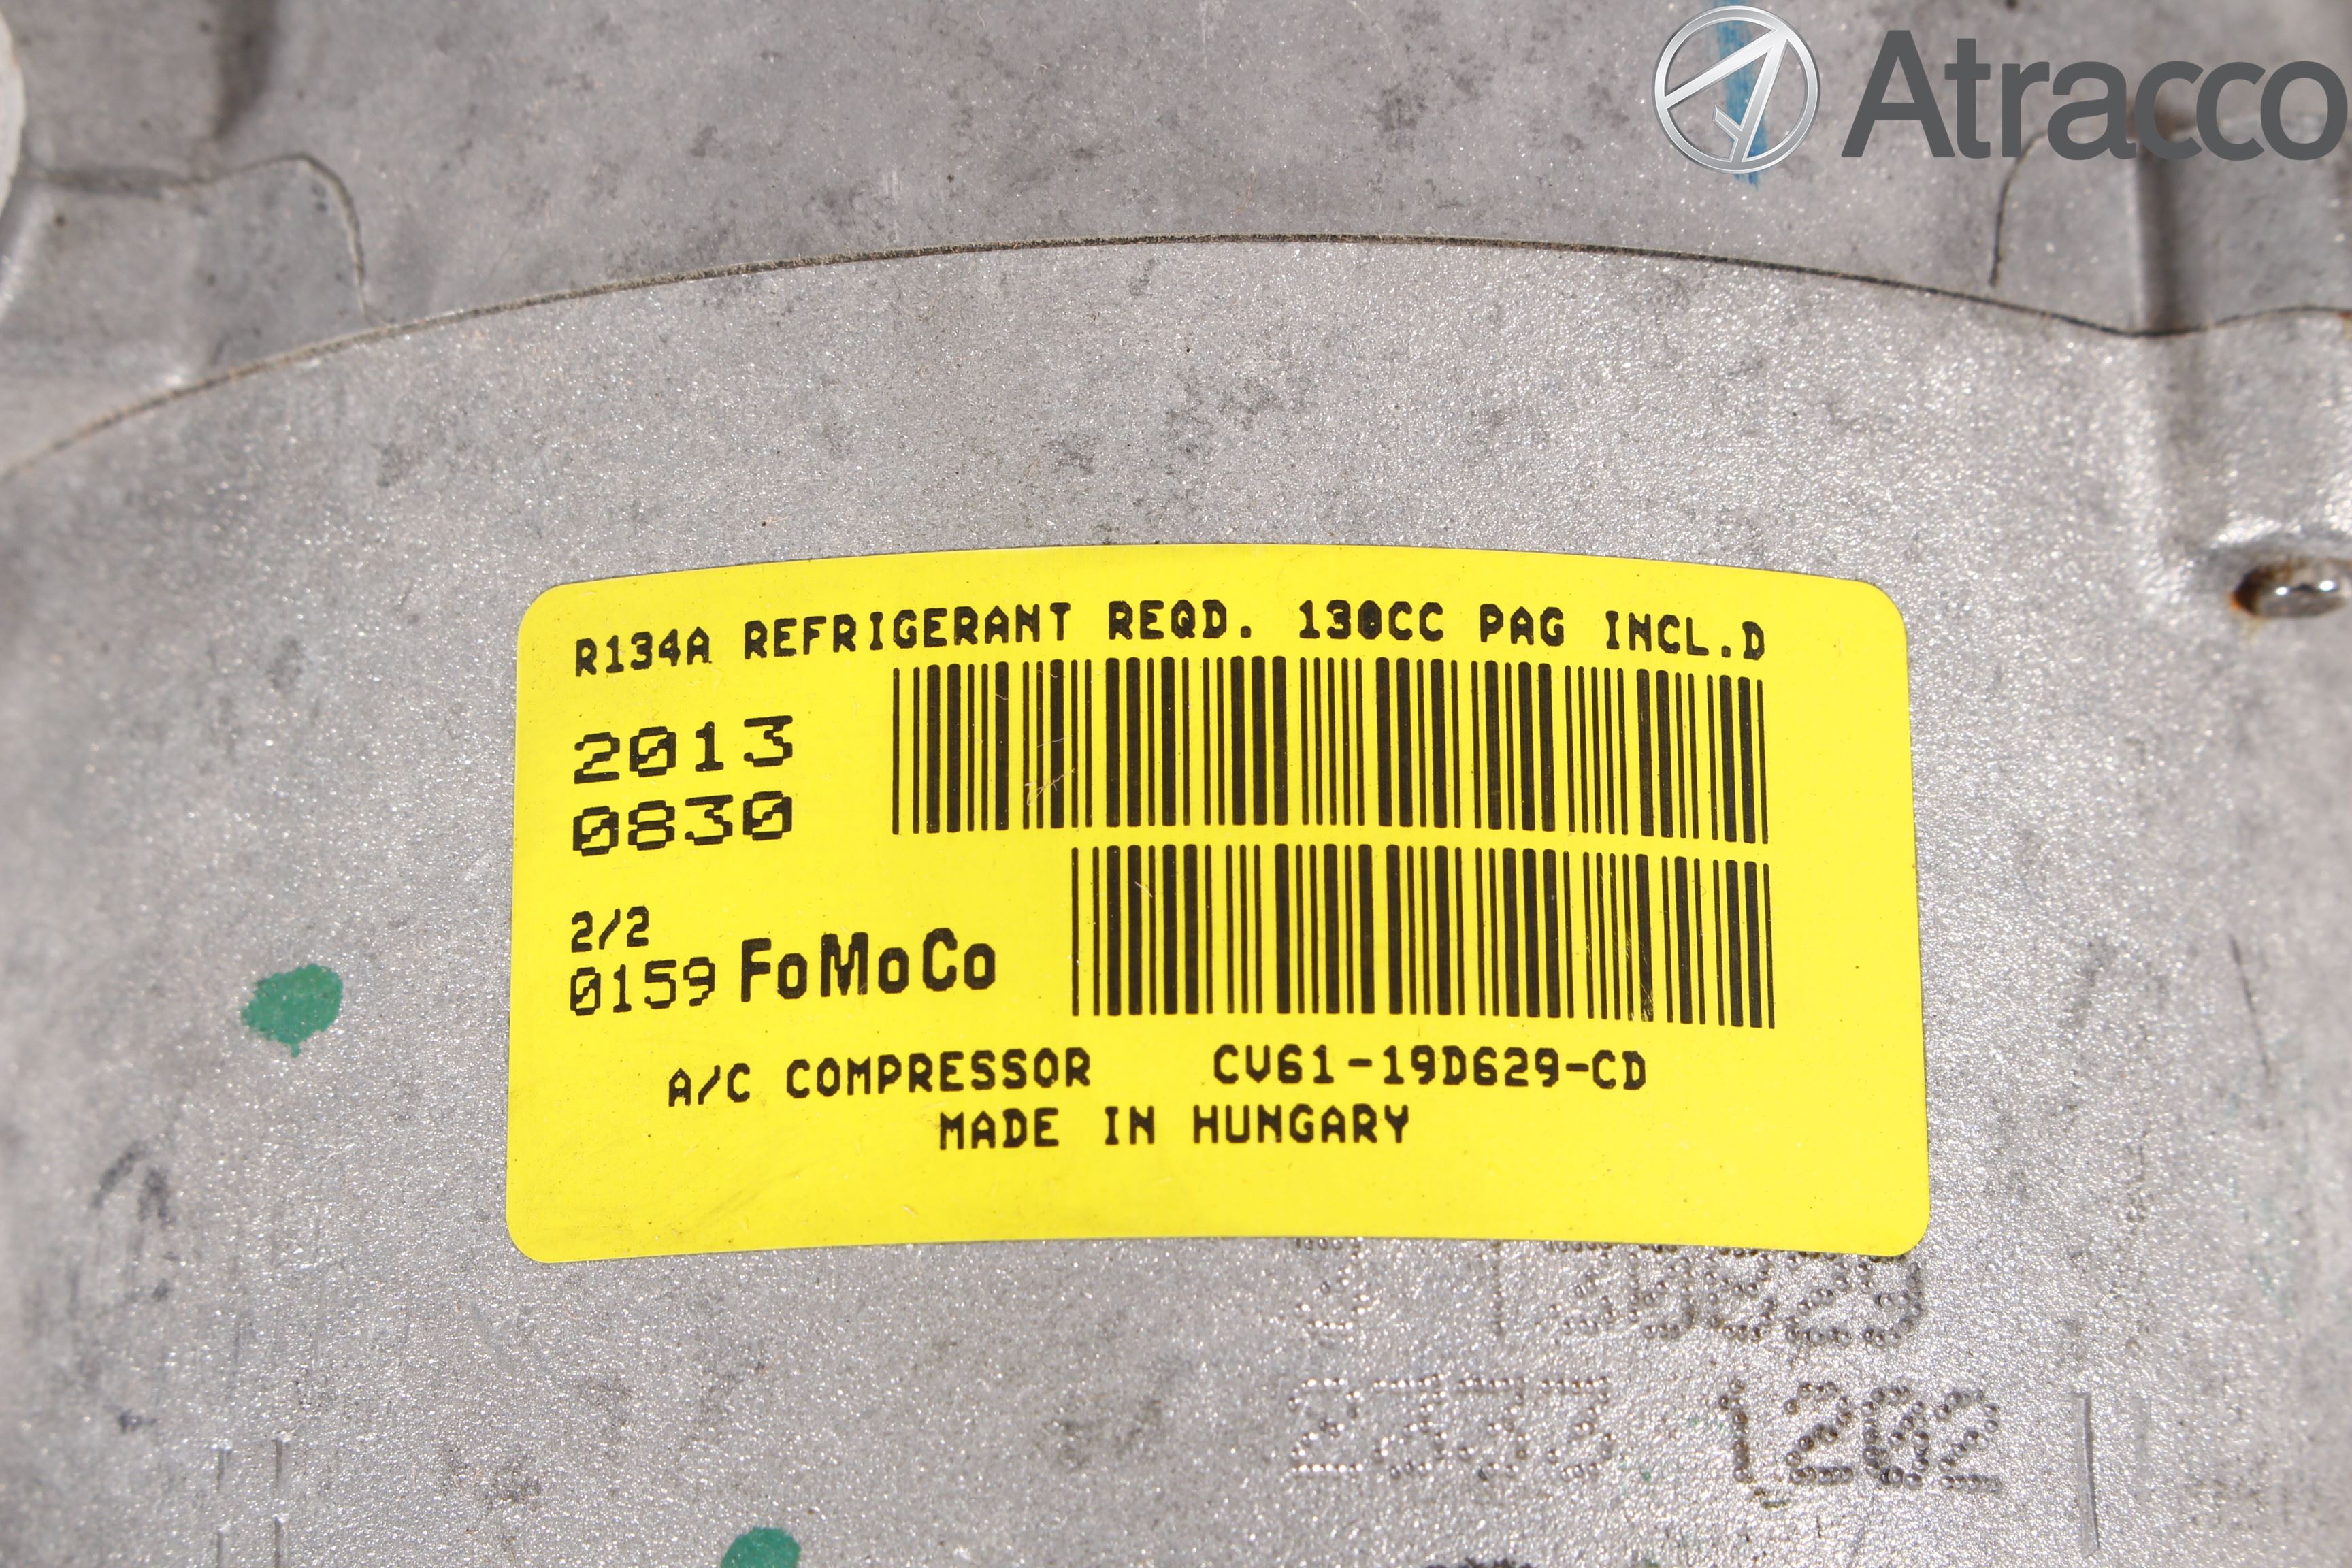 Atracco
R134A REFRIGERANT REQD. 130CC PAG INCL.D
2013
0830
2/2
0159 FoMoCo
A/C COMPRESSOR CV61-19D629-CD
MADE IN HUNGARY
1202